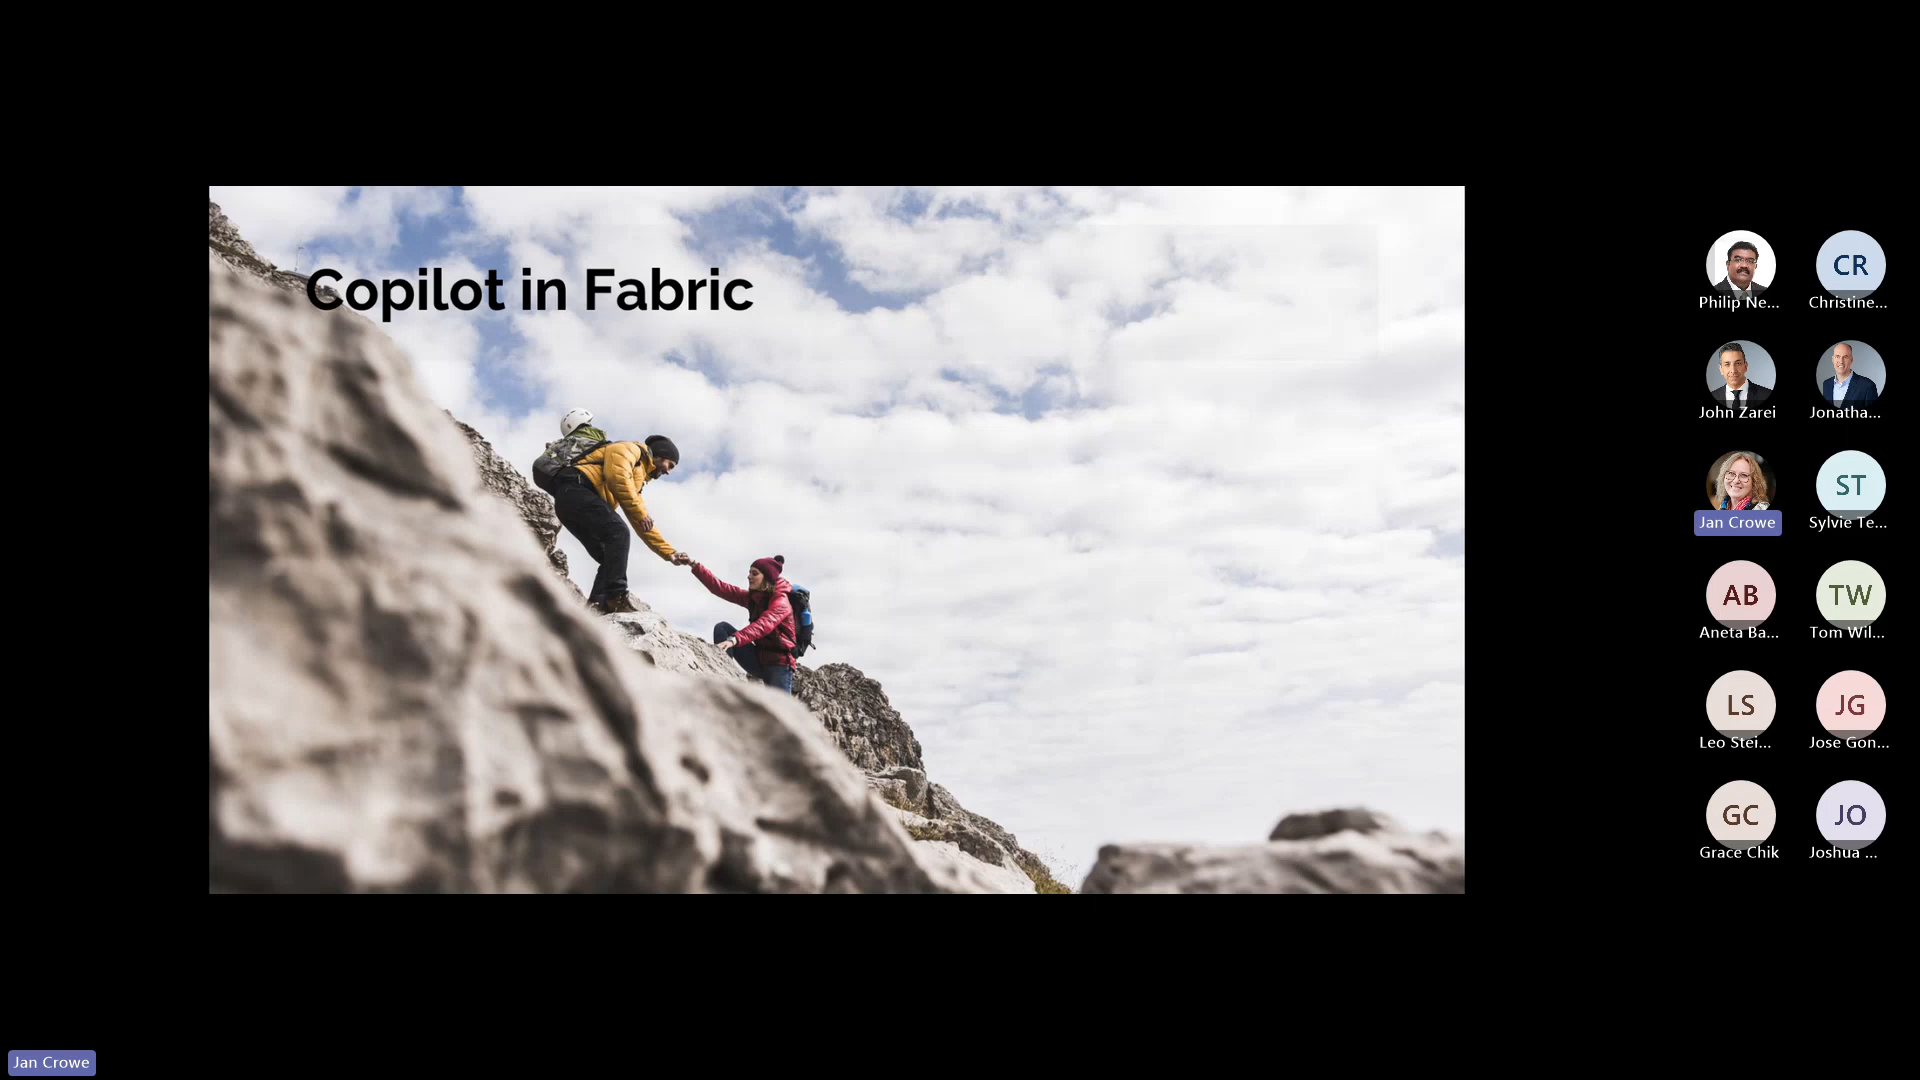 Copilot in Fabric
Philip Ne...
CR
Christine...
John Zarei
Jonatha...
Jan Crowe
ST
Sylvie Te...
AB
Aneta Ba...
TW
Tom Wil...
LS
Leo Stei...
JG
Jose Gon...
GC
Grace Chik
JO
Joshua ...
Jan Crowe